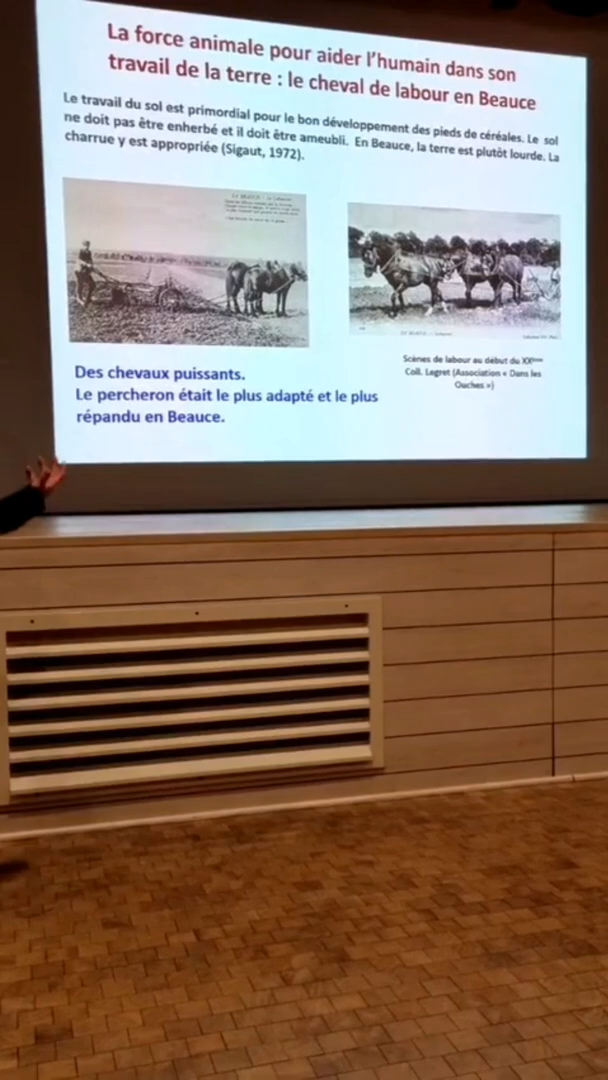 La force animale pour aider l'humain dans son
travail de la terre : le cheval de labour en Beauce
Le travail du sol est primordial pour le bon développement des pieds de céréales. Le sol
ne doit pas être enherbé et il doit être ameubli. En Beauce, la terre est plutôt lourde. La
charrue y est appropriée (Sigaut, 1972).
Des chevaux puissants.
Le percheron était le plus adapté et le plus
répandu en Beauce.
Scènes de labour au début du XXème
Coll. Legret (Association « Dans les
Ouches »)